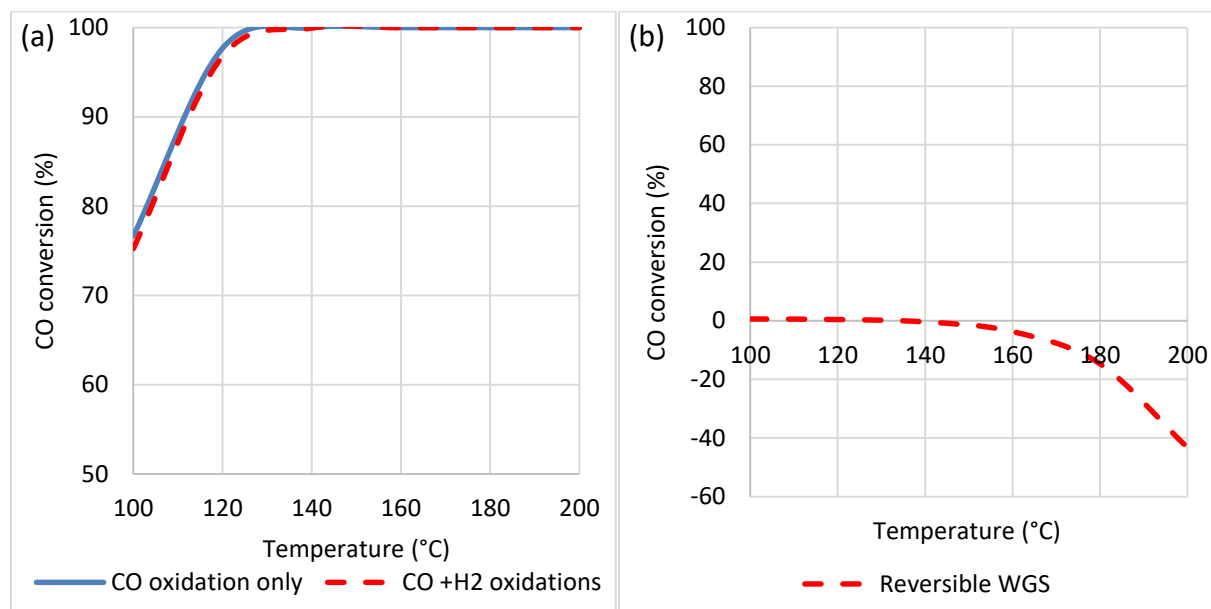 (a)
CO conversion (%)
100
90
80
70
60
50
100 120 140 160 180 200
Temperature (°C)
CO oxidation only CO +H2 oxidations
(b)
CO conversion (%)
100
80
60
40
20
0
-20
-40
-60
100 120 140 160 180 200
Temperature (°C)
Reversible WGS